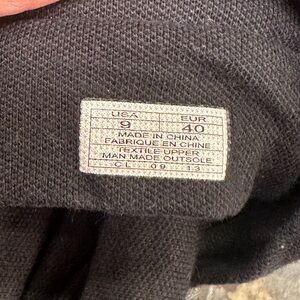 USA EUR
9 40
MADE IN CHINA
FABRIQUE EN CHINE
TEXTILE UPPER
MAN MADE OUTSOLE
CL 09 13